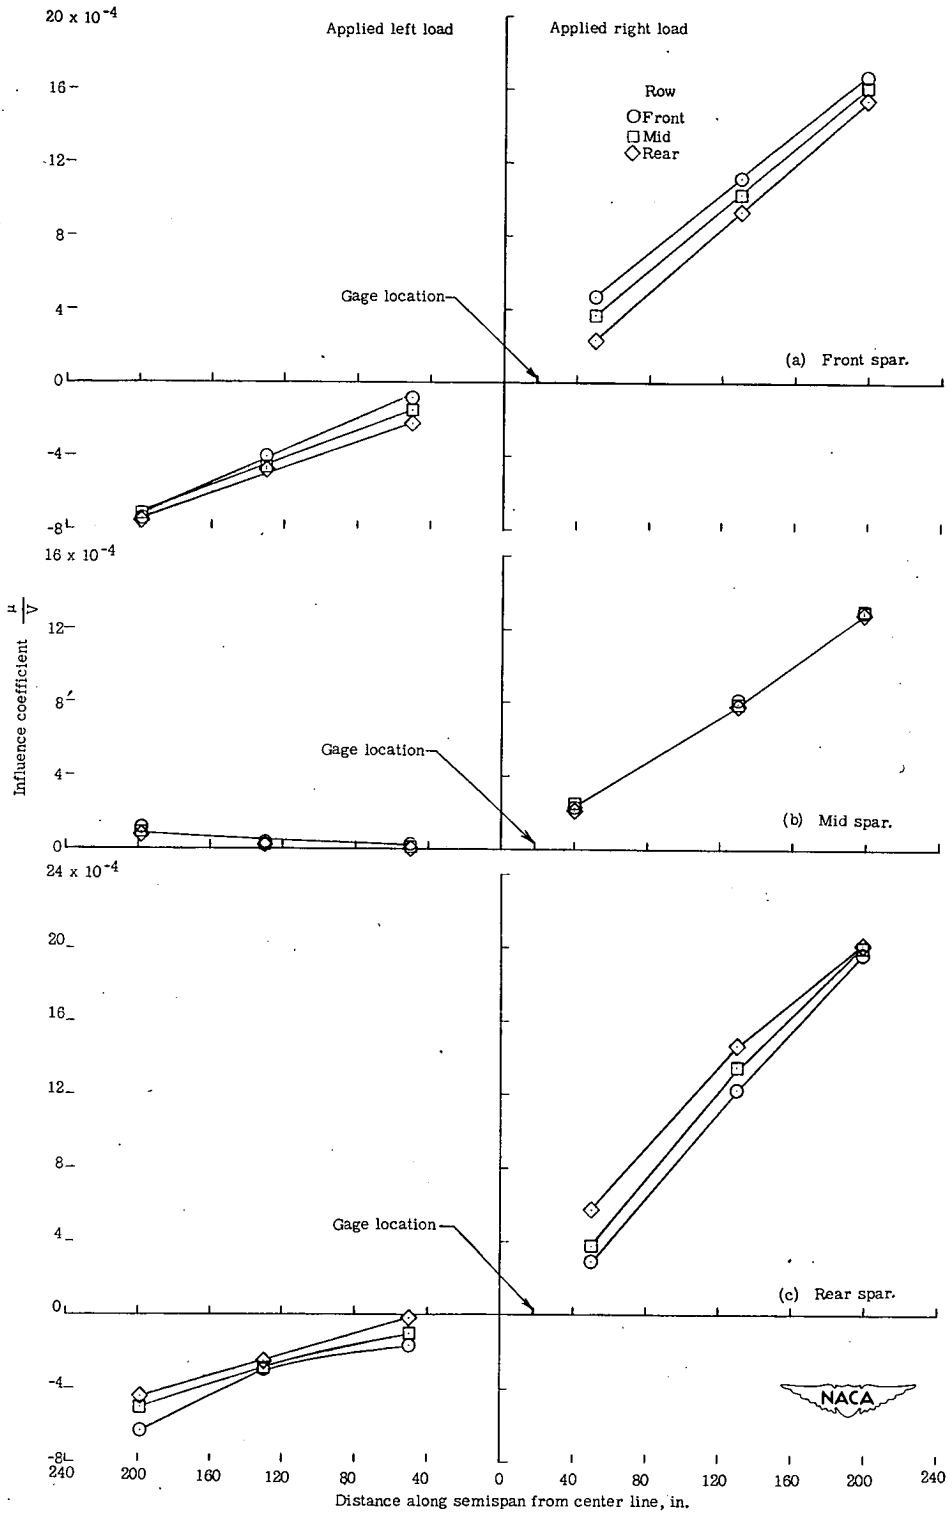 20 x 10-4
Applied left load
Applied right load
16
Row
Front
Mid
Rear
12
8
Gage location
4
(a) Front spar.
0
-4
-8
16 x 10-4
12
8
Gage location
4
(b) Mid spar.
0
Influence coefficient μ/V
24 x 10-4
20
16
12
8
Gage location
4
(c) Rear spar.
0
-4
NACA
-8
240 200 160 120 80 40 0 40 80 120 160 200 240
Distance along semispan from center line, in.